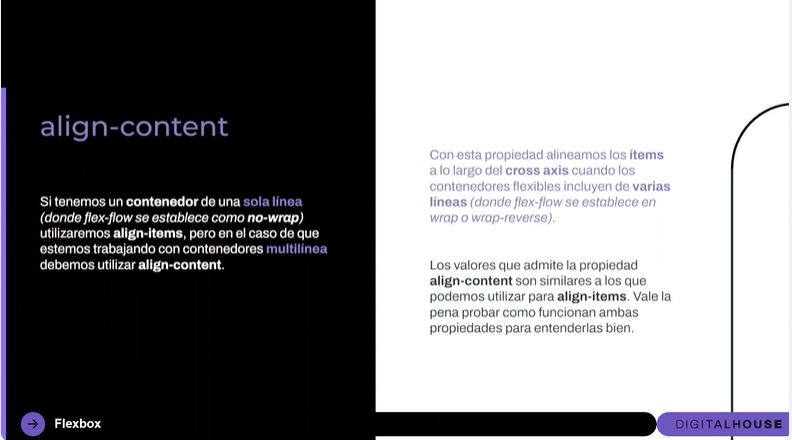 align-content
Si tenemos un contenedor de una sola línea
(donde flex-flow se establece como no-wrap)
utilizaremos align-items, pero en el caso de que
estemos trabajando con contenedores multilínea
debemos utilizar align-content.
Con esta propiedad alineamos los ítems
a lo largo del cross axis cuando los
contenedores flexibles incluyen de varias
líneas (donde flex-flow se establece en
wrap o wrap-reverse).
Los valores que admite la propiedad
align-content son similares a los que
podemos utilizar para align-items. Vale la
pena probar como funcionan ambas
propiedades para entenderlas bien.
Flexbox
DIGITALHOUSE